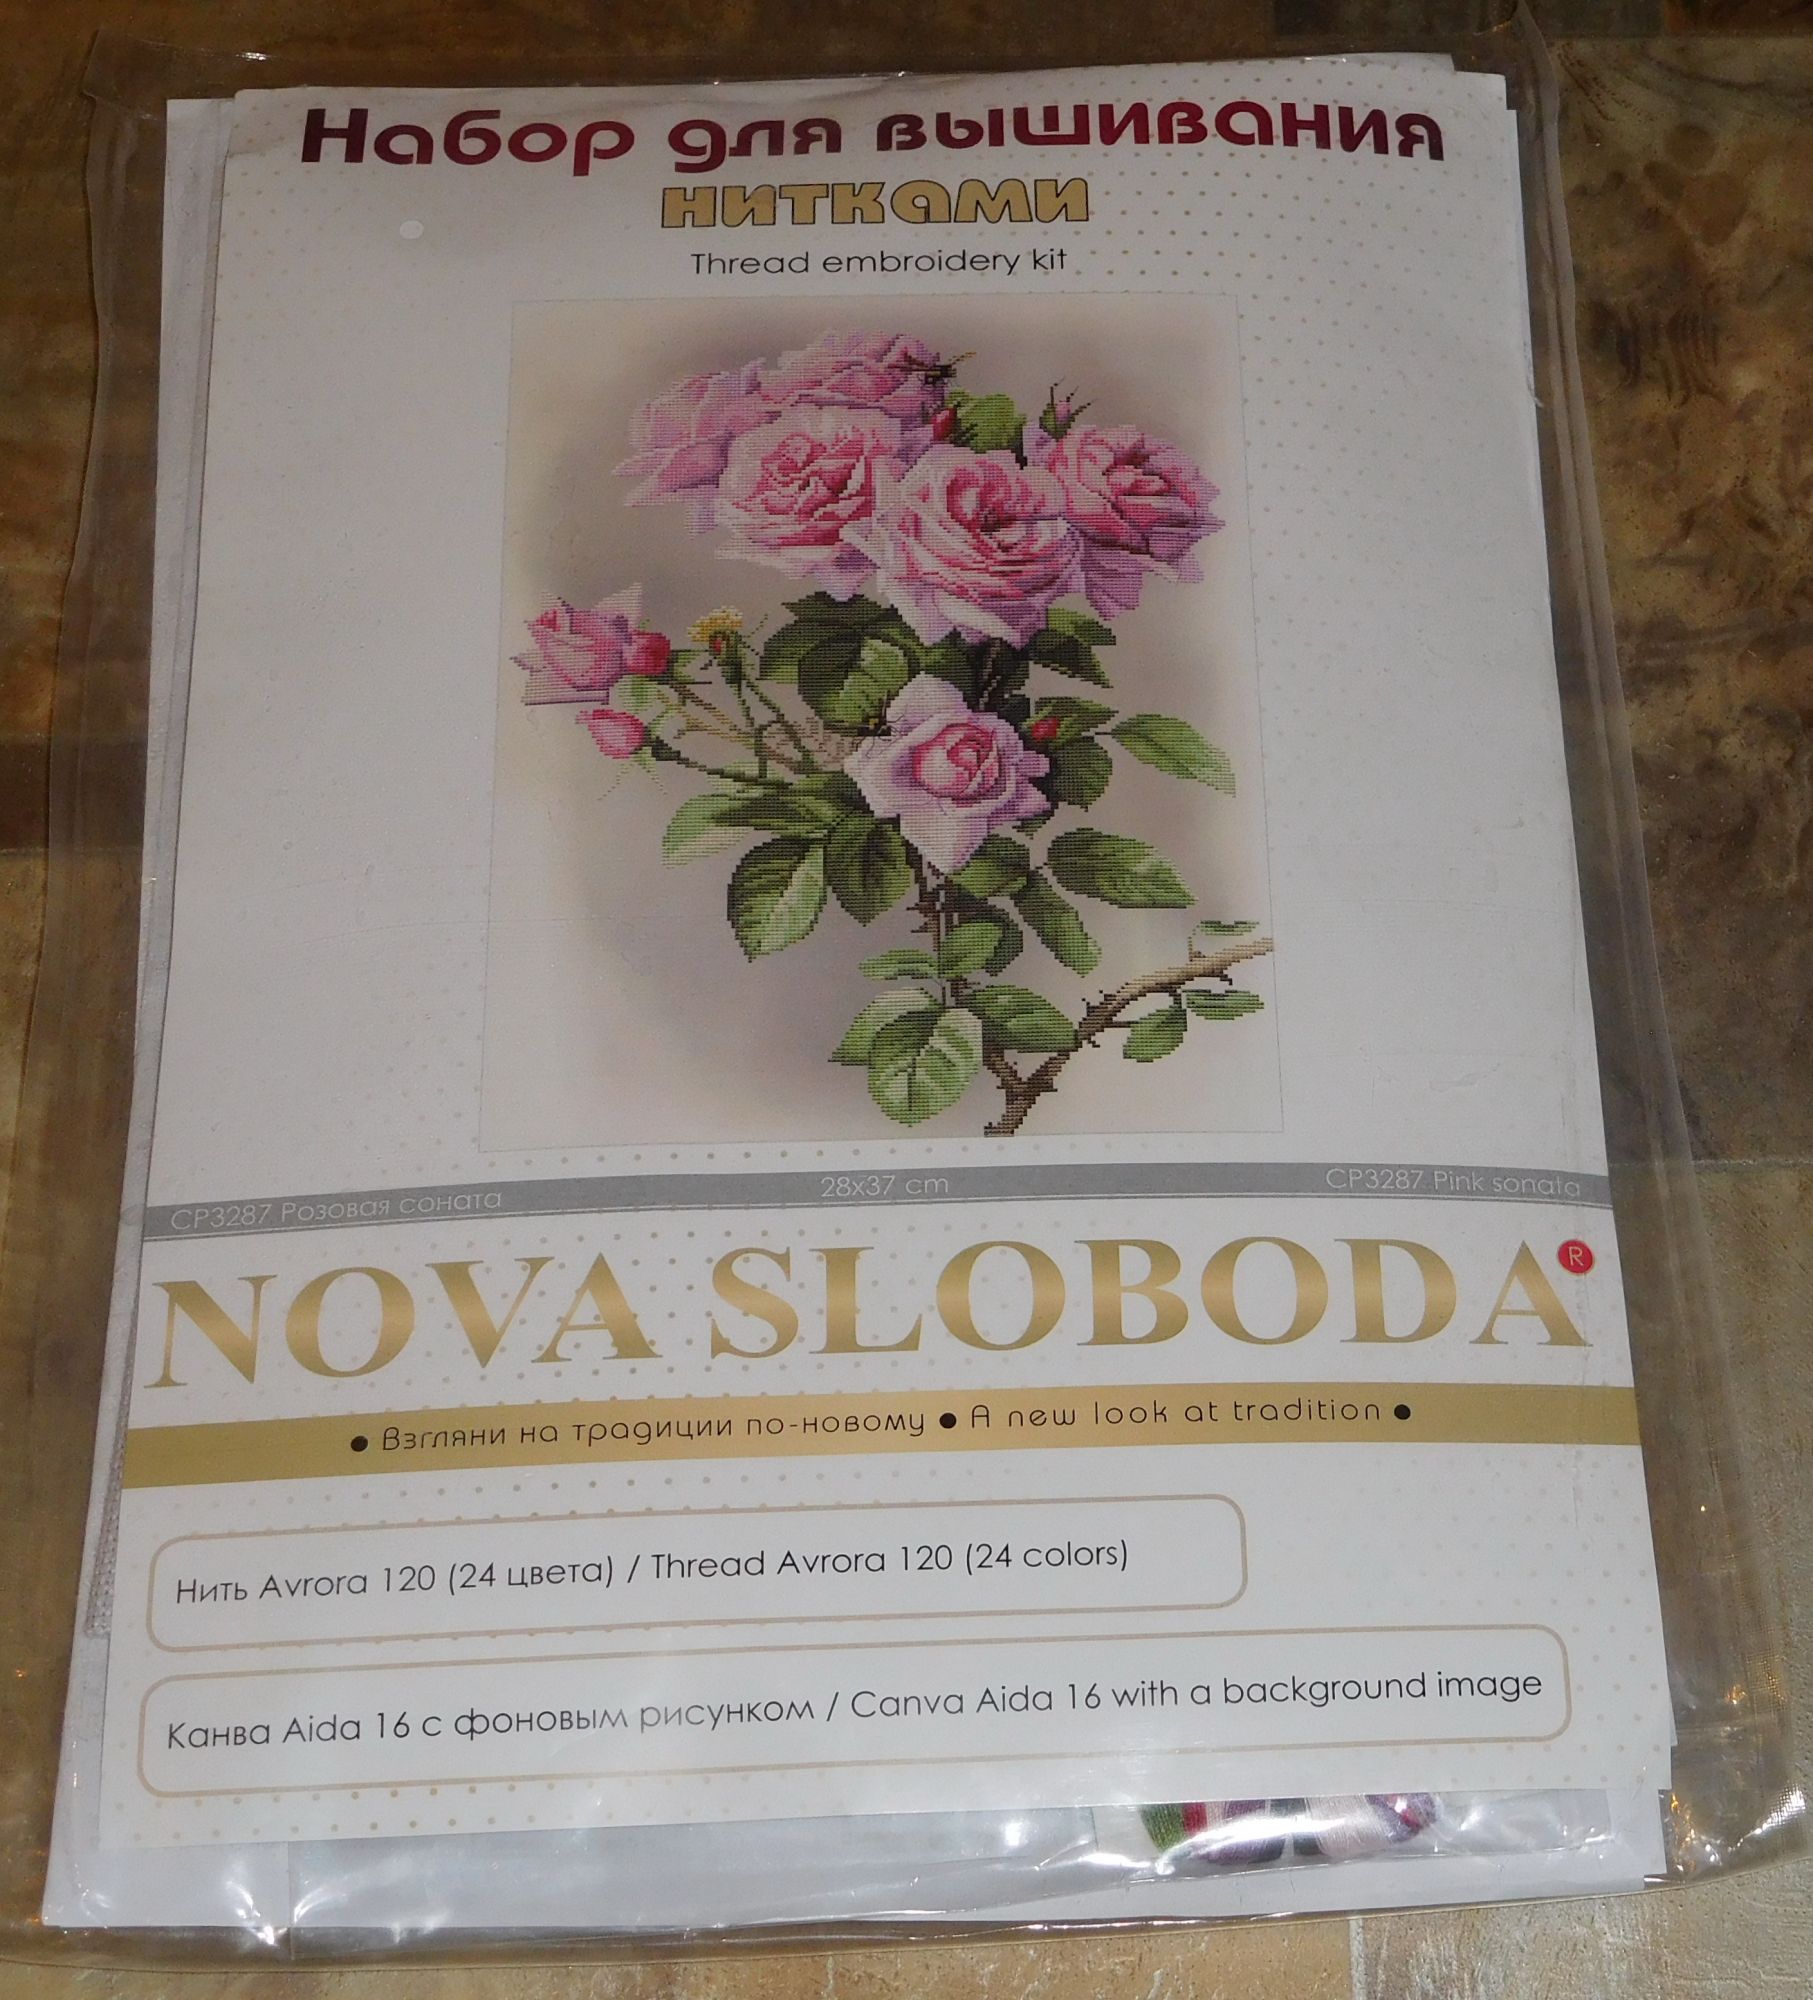 Набор для вышивания
нитками
Thread embroidery kit
СР3287 Розовая соната 28x37 cm CP3287 Pink sonata
NOVA SLOBODA R
• Взгляни на традиции по-новому • A new look at tradition •
Нить Avrora 120 (24 цвета) / Thread Avrora 120 (24 colors)
Канва Aida 16 с фоновым рисунком / Canva Aida 16 with a background image